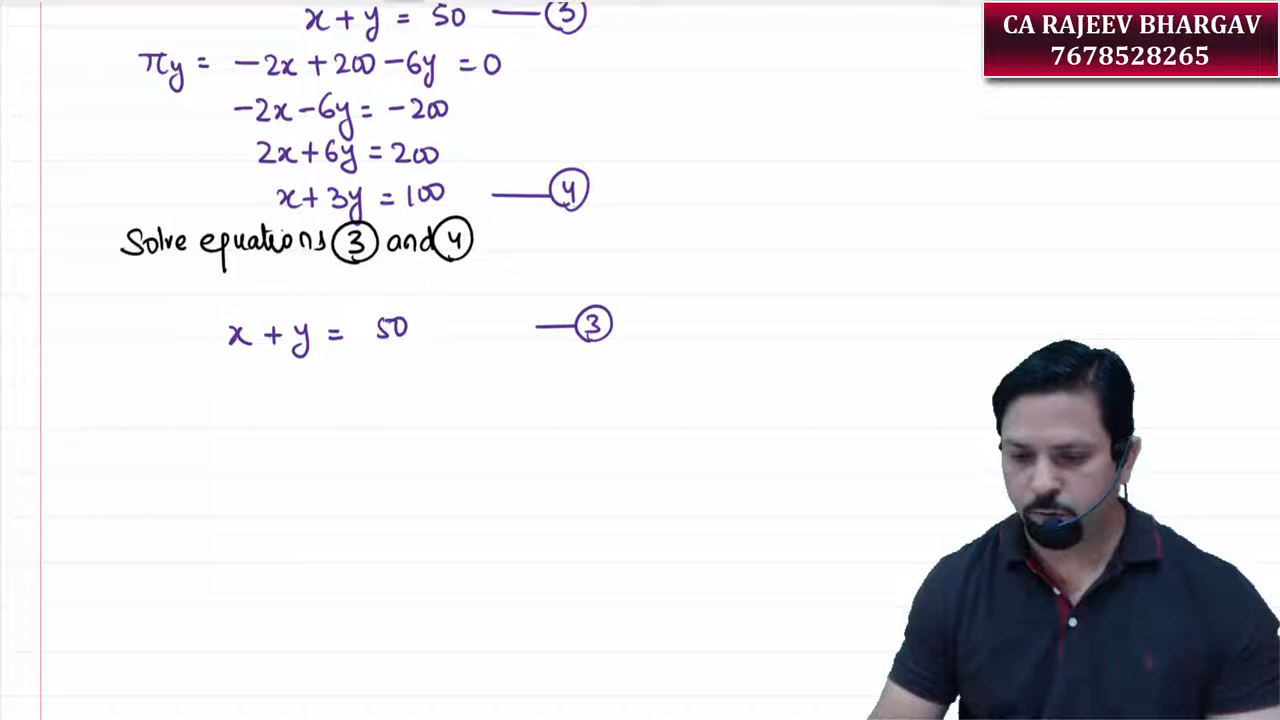 x + y = 50 — ③
CA RAJEEV BHARGAV
7678528265
πy = -2x + 200 - 6y = 0
-2x - 6y = -200
2x + 6y = 200
x + 3y = 100 — ④
Solve equations ③ and ④
x + y = 50 — ③